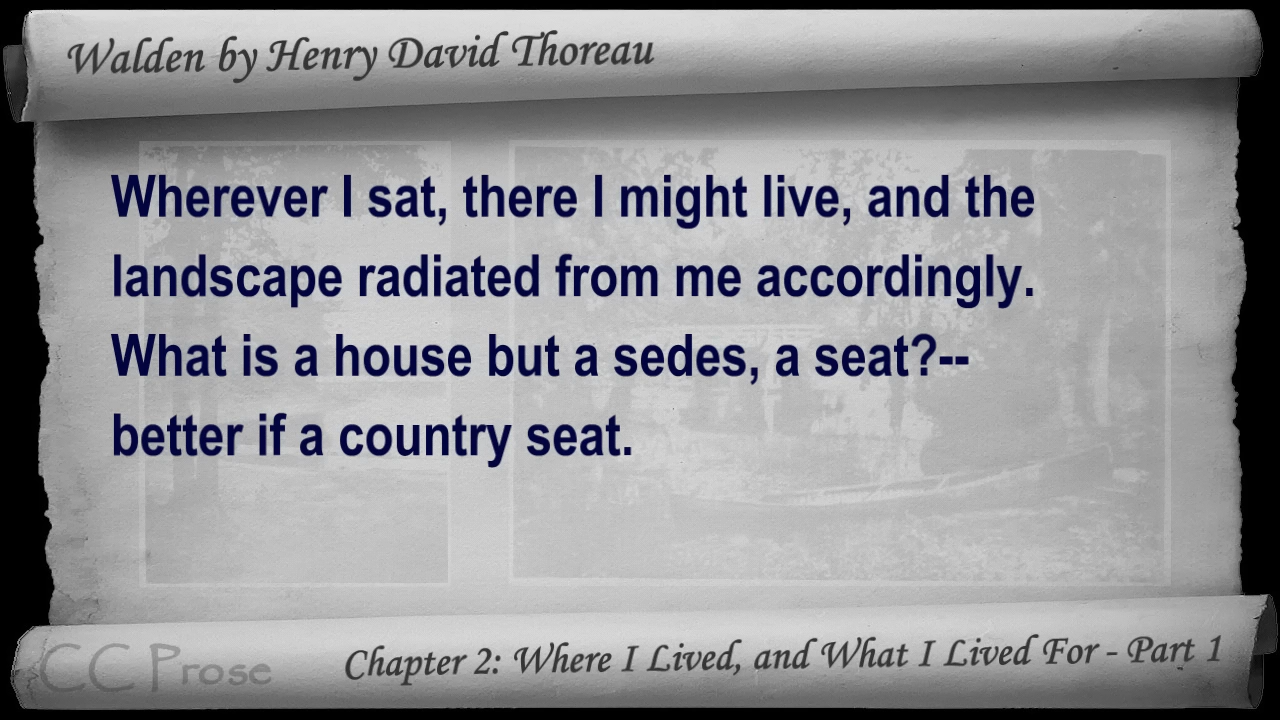 Walden by Henry David Thoreau
Wherever I sat, there I might live, and the
landscape radiated from me accordingly.
What is a house but a sedes, a seat?--
better if a country seat.
CC Prose
Chapter 2: Where I Lived, and What I Lived For - Part 1